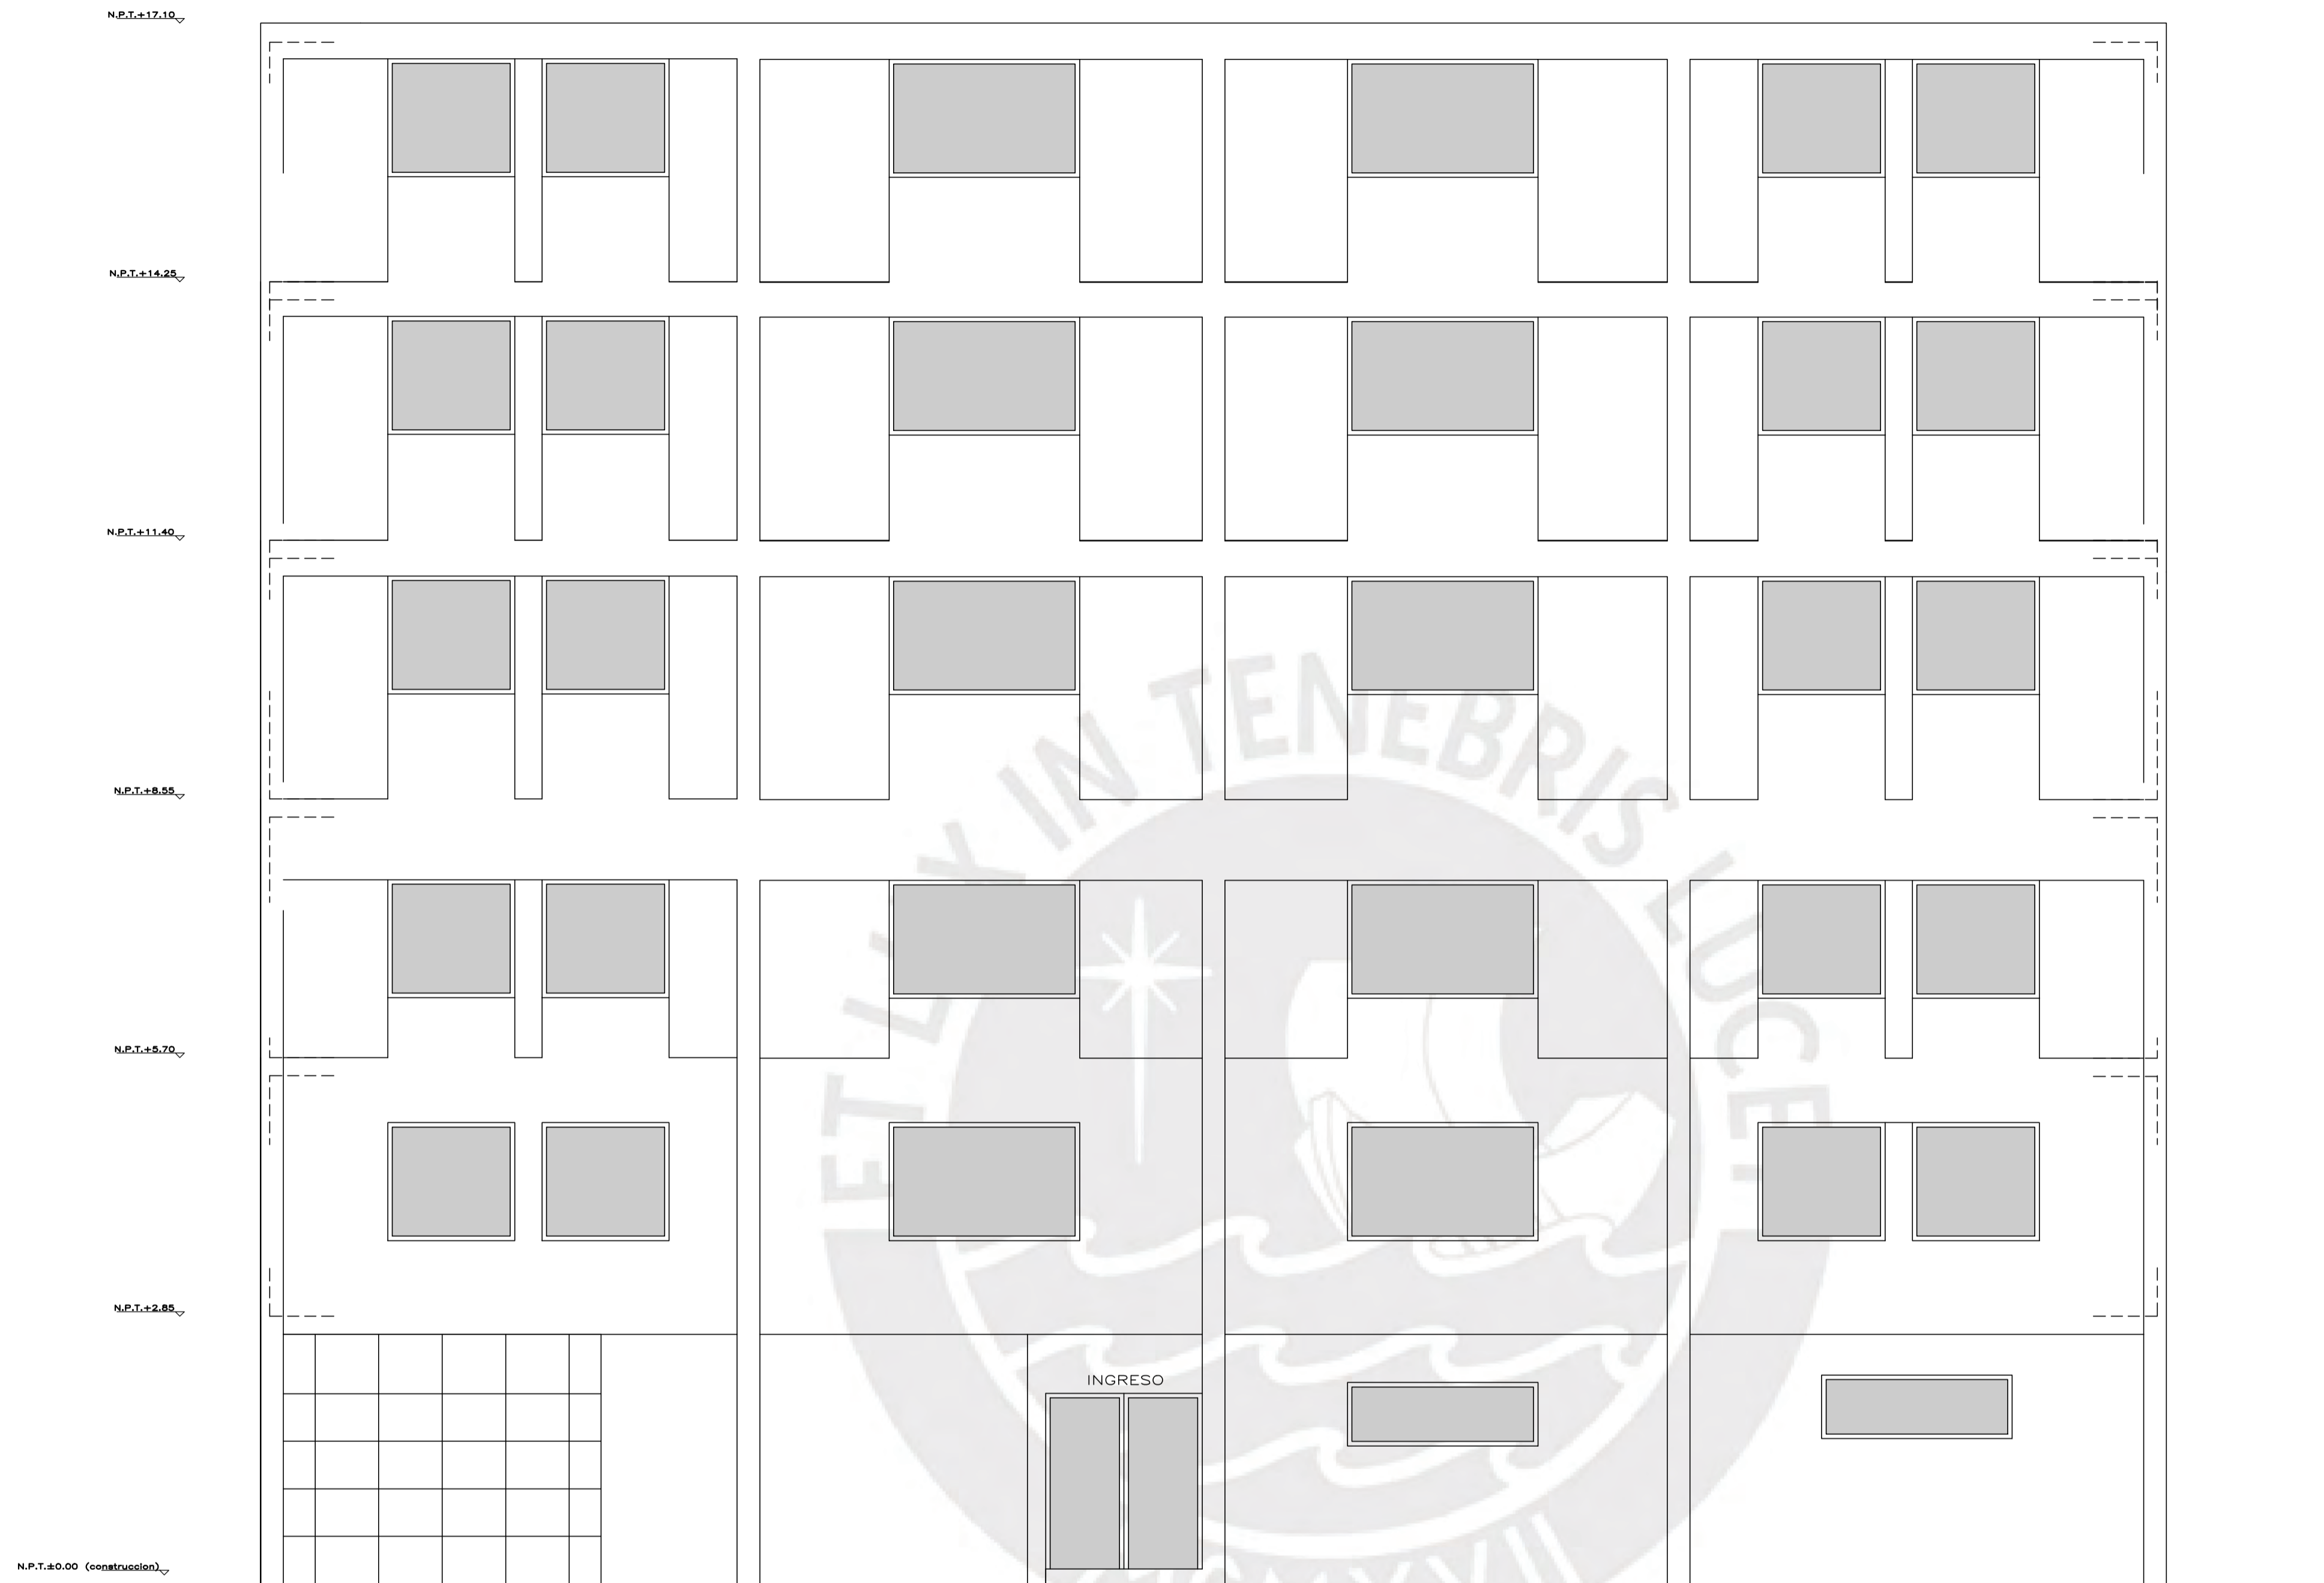 N.P.T.+17.10
N.P.T.+14.25
N.P.T.+11.40
N.P.T.+8.55
ET LUX IN TENEBRIS LUCET
N.P.T.+5.70
N.P.T.+2.85
INGRESO
N.P.T.±0.00 (construccion)